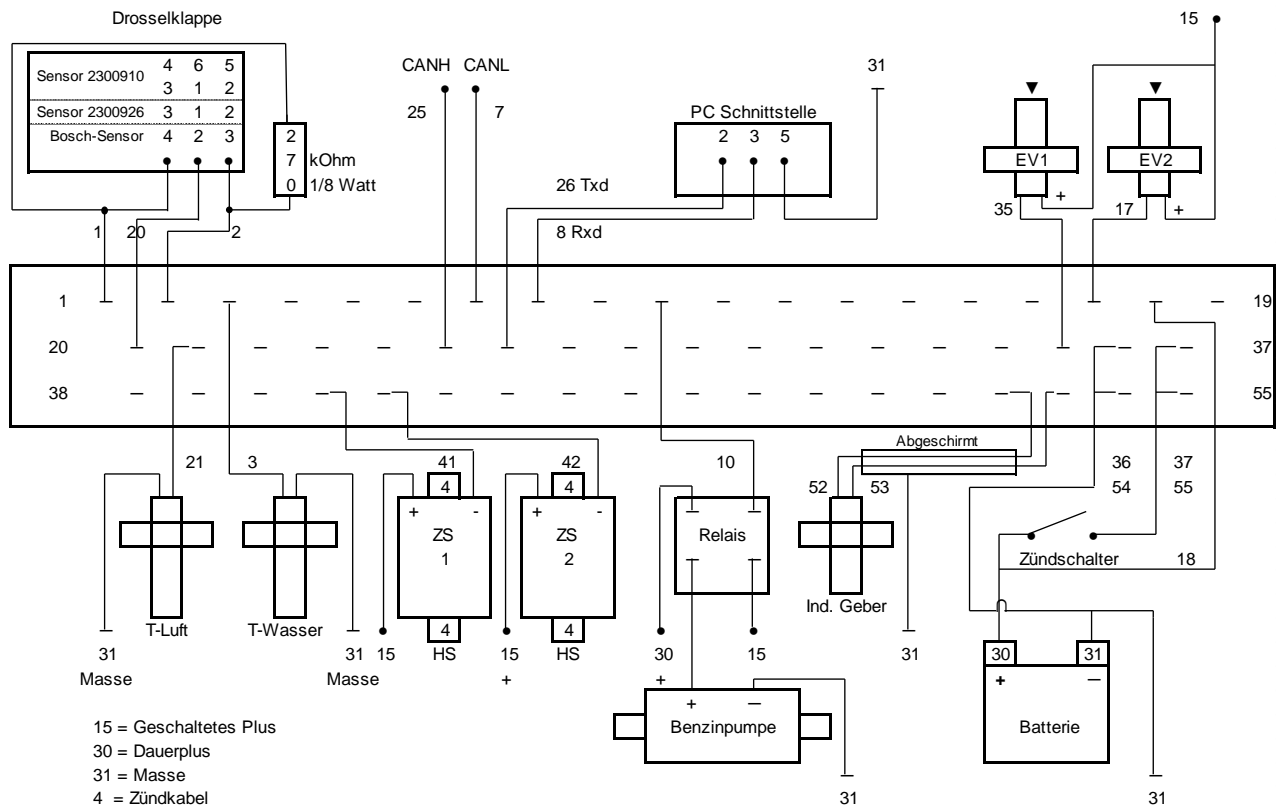 Drosselklappe
15
Sensor 2300910
4 6 5
3 1 2
Sensor 2300926 3 1 2
Bosch-Sensor 4 2 3
2
7
0
kOhm
1/8 Watt
CANH CANL
25 7
31
PC Schnittstelle
2 3 5
26 Txd
8 Rxd
EV1
EV2
+
+
35
17
1 20 2
1 19
20 37
38 55
21 3 41 42 10
Abgeschirmt
52 53
36 37
54 55
4 4
+ - + -
ZS
1
ZS
2
Relais
Zündschalter 18
Ind. Geber
4 4
T-Luft T-Wasser
31
Masse
31
Masse
15 HS
15
+
HS
30
+
15
31
30 31
+ –
Batterie
+ –
Benzinpumpe
31
31
15 = Geschaltetes Plus
30 = Dauerplus
31 = Masse
4 = Zündkabel